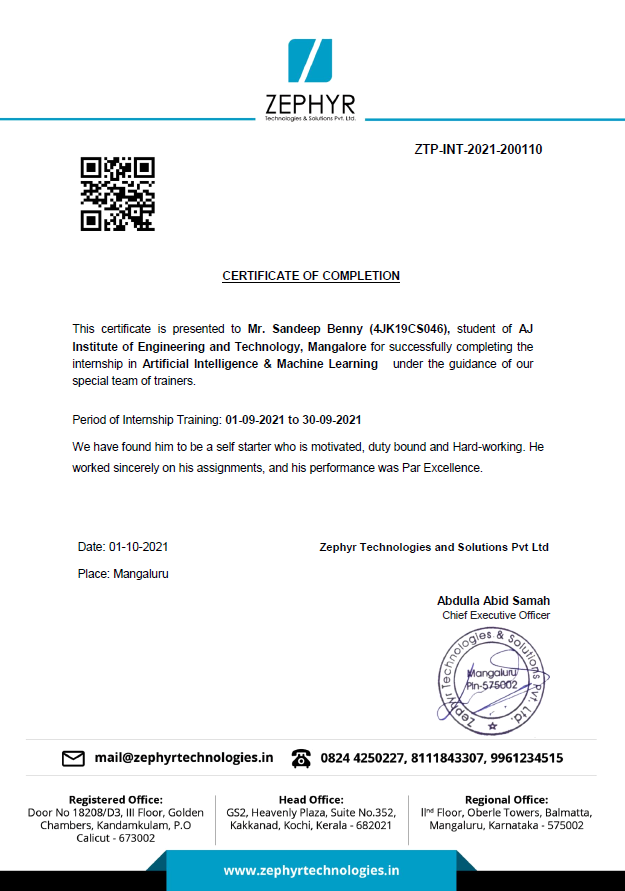 ZEPHYR
Technologies & Solutions Pvt. Ltd.
ZTP-INT-2021-200110
CERTIFICATE OF COMPLETION
This certificate is presented to Mr. Sandeep Benny (4JK19CS046), student of AJ
Institute of Engineering and Technology, Mangalore for successfully completing the
internship in Artificial Intelligence & Machine Learning under the guidance of our
special team of trainers.
Period of Internship Training: 01-09-2021 to 30-09-2021
We have found him to be a self starter who is motivated, duty bound and Hard-working. He
worked sincerely on his assignments, and his performance was Par Excellence.
Date: 01-10-2021
Zephyr Technologies and Solutions Pvt Ltd
Place: Mangaluru
Abdulla Abid Samah
Chief Executive Officer
Zephyr Technologies & Solutions Pvt. Ltd.
Mangaluru
Pin-575002
mail@zephyrtechnologies.in
0824 4250227, 8111843307, 9961234515
Registered Office:
Door No 18208/D3, III Floor, Golden
Chambers, Kandamkulam, P.O
Calicut - 673002
Head Office:
GS2, Heavenly Plaza, Suite No.352,
Kakkanad, Kochi, Kerala - 682021
Regional Office:
IInd Floor, Oberle Towers, Balmatta,
Mangaluru, Karnataka - 575002
www.zephyrtechnologies.in